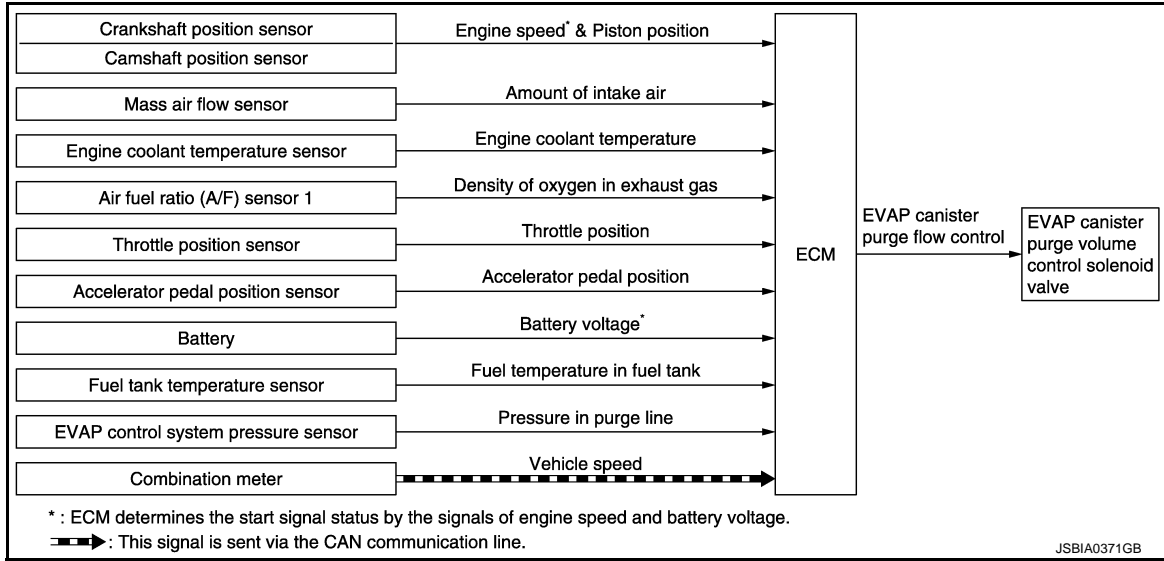 Crankshaft position sensor
Camshaft position sensor
Engine speed* & Piston position
Mass air flow sensor
Amount of intake air
Engine coolant temperature sensor
Engine coolant temperature
Air fuel ratio (A/F) sensor 1
Density of oxygen in exhaust gas
Throttle position sensor
Throttle position
Accelerator pedal position sensor
Accelerator pedal position
Battery
Battery voltage*
Fuel tank temperature sensor
Fuel temperature in fuel tank
EVAP control system pressure sensor
Pressure in purge line
Combination meter
Vehicle speed
ECM
EVAP canister
purge flow control
EVAP canister
purge volume
control solenoid
valve
* : ECM determines the start signal status by the signals of engine speed and battery voltage.
: This signal is sent via the CAN communication line.
JSBIA0371GB